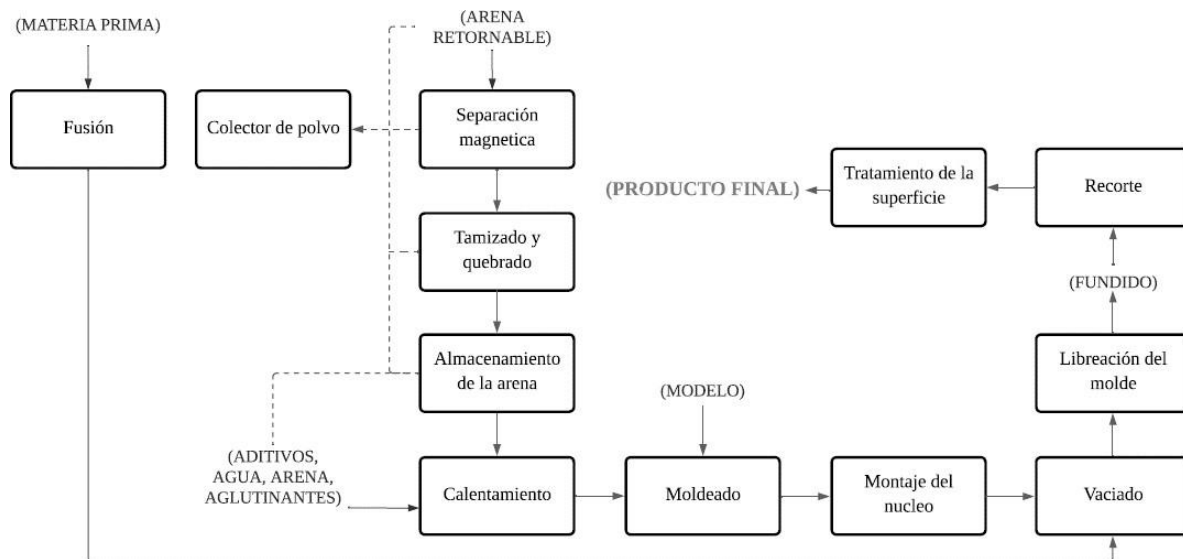 (MATERIA PRIMA)
(ARENA
RETORNABLE)
Fusión
Colector de polvo
Separación
magnetica
(PRODUCTO FINAL)
Tratamiento de la
superficie
Recorte
Tamizado y
quebrado
(FUNDIDO)
Almacenamiento
de la arena
(MODELO)
Libreación del
molde
(ADITIVOS,
AGUA, ARENA,
AGLUTINANTES)
Calentamiento
Moldeado
Montaje del
nucleo
Vaciado